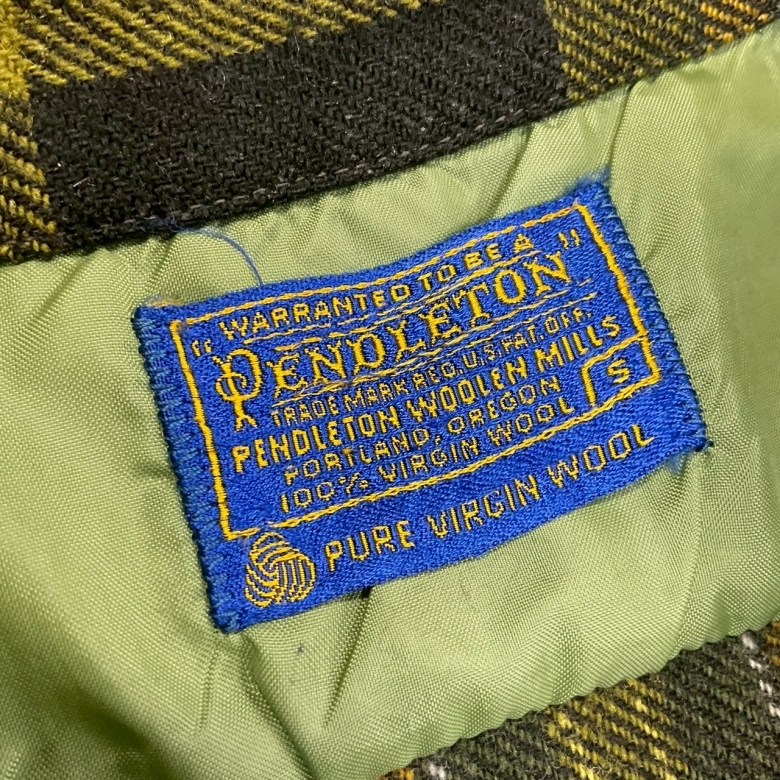 "WARRANTED TO BE A"
PENDLETON
TRADE MARK REG. U.S. PAT. OFF.
PENDLETON WOOLEN MILLS
PORTLAND, OREGON S
100% VIRGIN WOOL
PURE VIRGIN WOOL